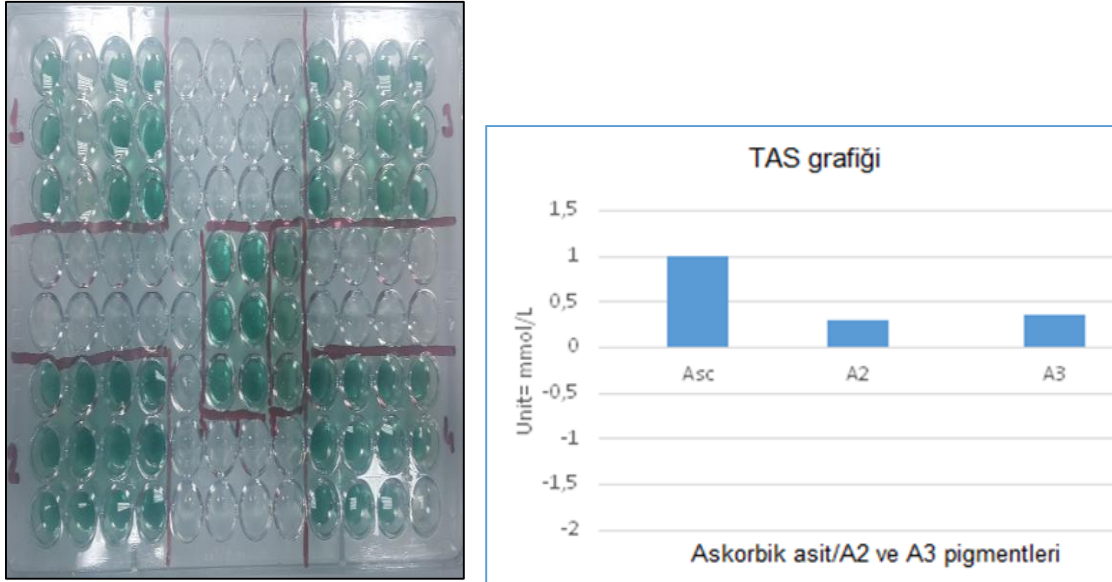 1
3
2
4
TAS grafiği
Unit= mmol/L
1,5
1
0,5
0
-0,5
-1
-1,5
-2
Asc
A2
A3
Askorbik asit/A2 ve A3 pigmentleri